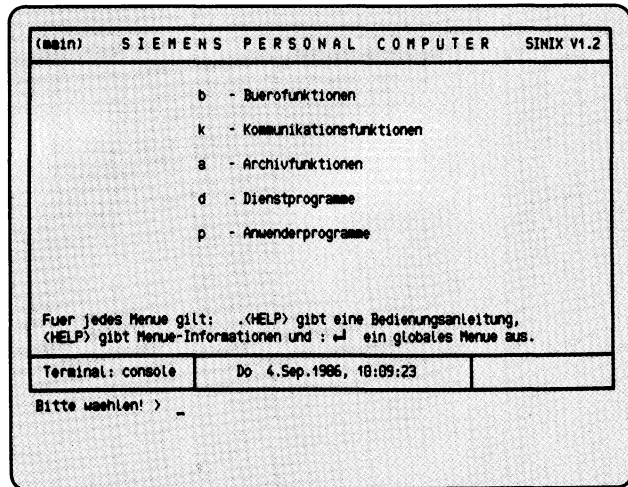 (main) SIEMENS PERSONAL COMPUTER SINIX V1.2
b - Buerofunktionen
k - Kommunikationsfunktionen
a - Archivfunktionen
d - Dienstprogramme
p - Anwenderprogramme
Fuer jedes Menue gilt: .<HELP> gibt eine Bedienungsanleitung,
<HELP> gibt Menue-Informationen und : ↵ ein globales Menue aus.
Terminal: console Do 4.Sep.1986, 10:09:23
Bitte waehlen! > _